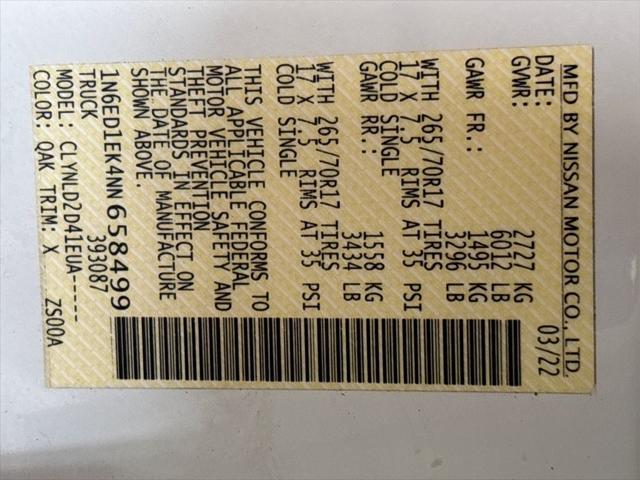 MFD BY NISSAN MOTOR CO., LTD.
DATE: 03/22
GVWR: 2727 KG
6012 LB
GAWR FR.: 1495 KG
3296 LB
WITH 265/70R17 TIRES
17 X 7.5 RIMS AT 35 PSI
COLD SINGLE
GAWR RR.: 1558 KG
3434 LB
WITH 265/70R17 TIRES
17 X 7.5 RIMS AT 35 PSI
COLD SINGLE
THIS VEHICLE CONFORMS TO
ALL APPLICABLE FEDERAL
MOTOR VEHICLE SAFETY AND
THEFT PREVENTION
STANDARDS IN EFFECT ON
THE DATE OF MANUFACTURE
SHOWN ABOVE.
1N6ED1EK4NN658499
TRUCK 393087
MODEL: CLYNLD2D41EUA-----
COLOR: QAK TRIM: X ZS00A